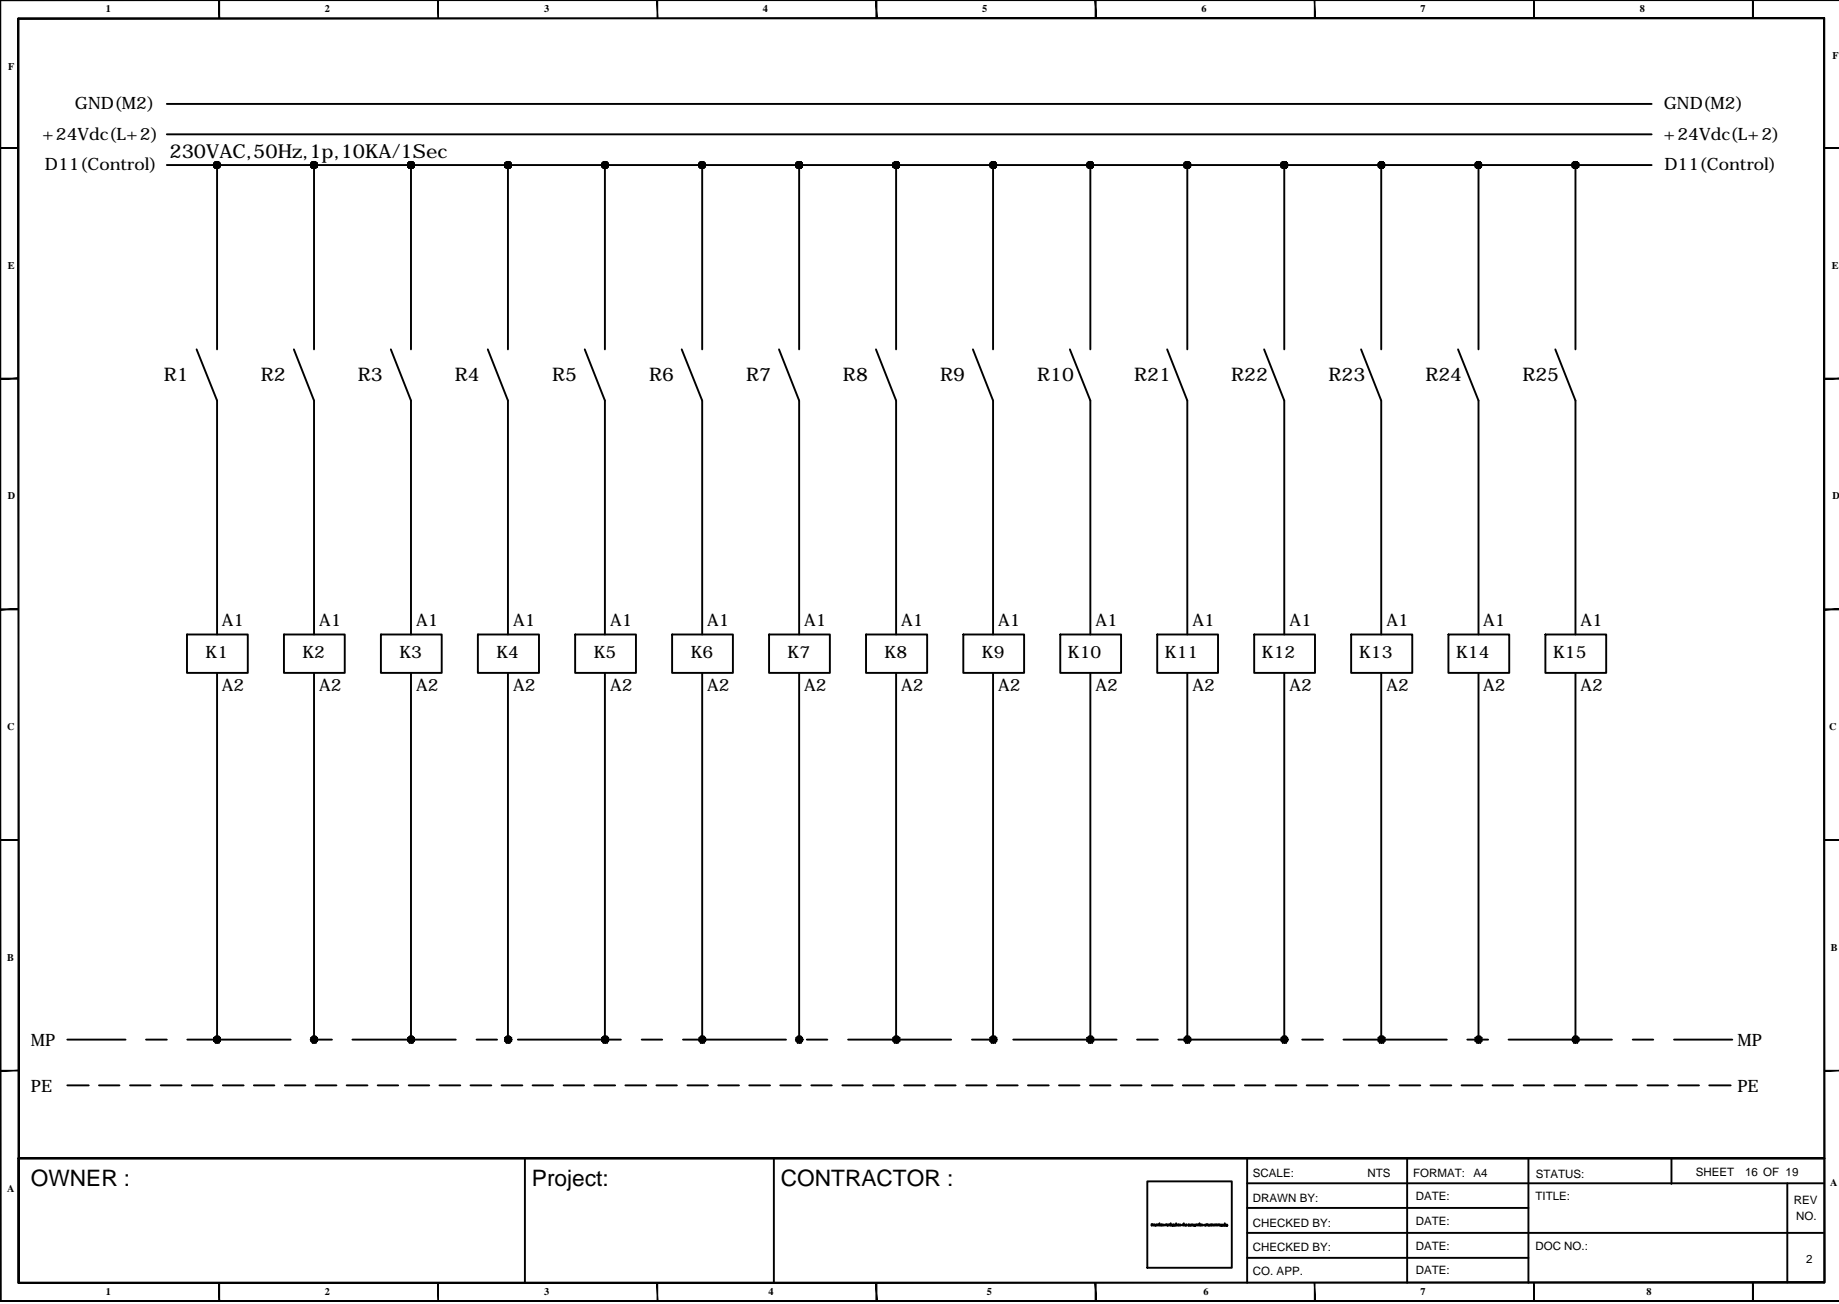 1 2 3 4 5 6 7 8
F F
GND(M2) GND(M2)
+24Vdc(L+2) +24Vdc(L+2)
230VAC,50Hz,1p,10KA/1Sec
D11(Control) D11(Control)
E E
R1 R2 R3 R4 R5 R6 R7 R8 R9 R10 R21 R22 R23 R24 R25
D D
A1 A1 A1 A1 A1 A1 A1 A1 A1 A1 A1 A1 A1 A1 A1
K1 K2 K3 K4 K5 K6 K7 K8 K9 K10 K11 K12 K13 K14 K15
A2 A2 A2 A2 A2 A2 A2 A2 A2 A2 A2 A2 A2 A2 A2
C C
B B
MP MP
PE PE
A A
OWNER :
Project:
CONTRACTOR :
SCALE: NTS FORMAT: A4 STATUS: SHEET 16 OF 19
DRAWN BY: DATE: TITLE: REV
NO.
CHECKED BY: DATE:
CHECKED BY: DATE: DOC NO.: 2
CO. APP. DATE:
1 2 3 4 5 6 7 8